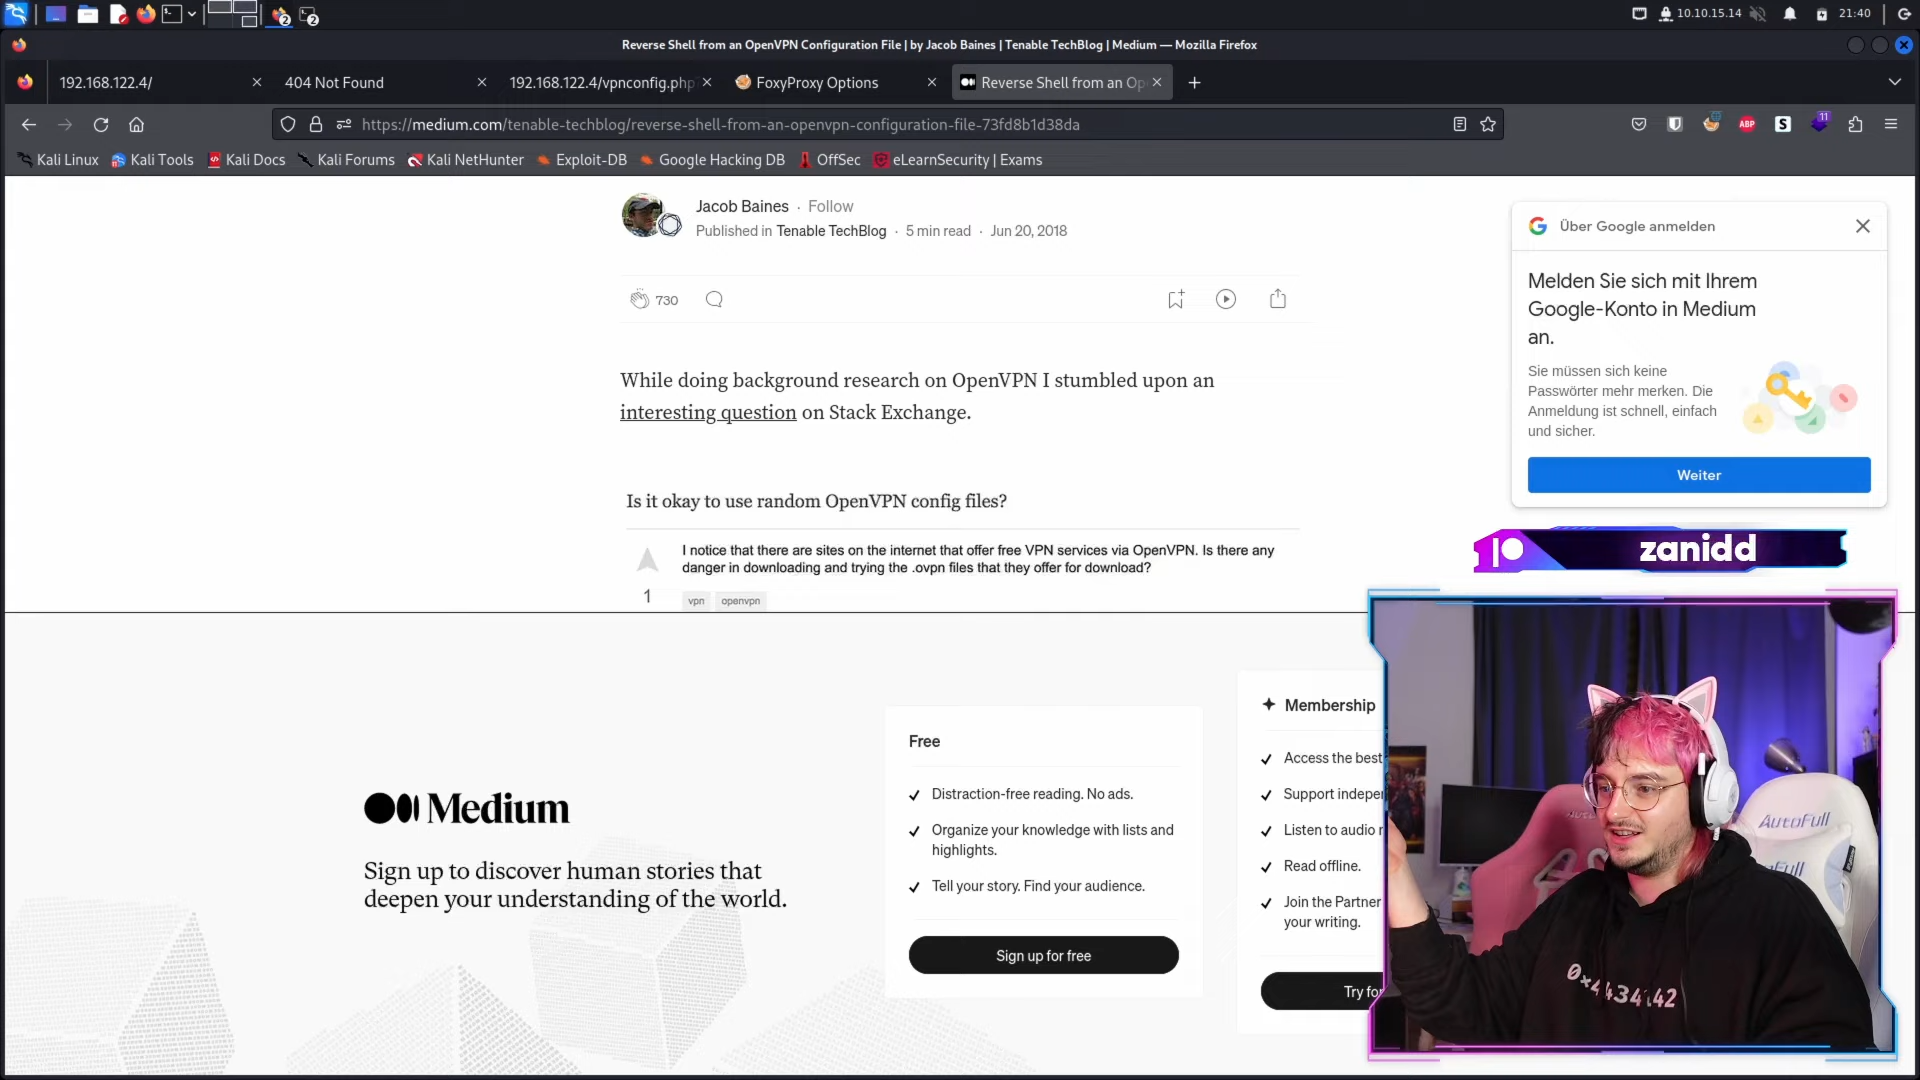 10.10.15.14
21:40
Reverse Shell from an OpenVPN Configuration File | by Jacob Baines | Tenable TechBlog | Medium — Mozilla Firefox
192.168.122.4/
404 Not Found
192.168.122.4/vpnconfig.php
FoxyProxy Options
Reverse Shell from an Op
https://medium.com/tenable-techblog/reverse-shell-from-an-openvpn-configuration-file-73fd8b1d38da
ABP
S
11
Kali Linux
Kali Tools
Kali Docs
Kali Forums
Kali NetHunter
Exploit-DB
Google Hacking DB
OffSec
eLearnSecurity | Exams
Jacob Baines · Follow
Published in Tenable TechBlog · 5 min read · Jun 20, 2018
730
While doing background research on OpenVPN I stumbled upon an
interesting question on Stack Exchange.
Is it okay to use random OpenVPN config files?
I notice that there are sites on the internet that offer free VPN services via OpenVPN. Is there any
danger in downloading and trying the .ovpn files that they offer for download?
1
vpn
openvpn
Über Google anmelden
Melden Sie sich mit Ihrem
Google-Konto in Medium
an.
Sie müssen sich keine
Passwörter mehr merken. Die
Anmeldung ist schnell, einfach
und sicher.
Weiter
zanidd
Medium
Sign up to discover human stories that
deepen your understanding of the world.
Free
Distraction-free reading. No ads.
Organize your knowledge with lists and
highlights.
Tell your story. Find your audience.
Sign up for free
Membership
Access the best
Support indepen
Listen to audio
Read offline.
Join the Partner
your writing.
Try for
AutoFull